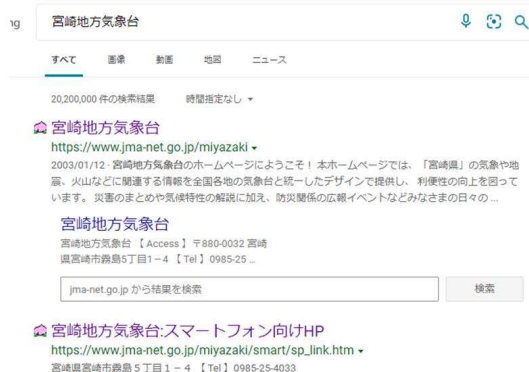 ng
宮崎地方気象台
すべて 画像 動画 地図 ニュース
20,200,000 件の検索結果 時間指定なし
宮崎地方気象台
https://www.jma-net.go.jp/miyazaki
2003/01/12 · 宮崎地方気象台のホームページにようこそ！ 本ホームページでは、「宮崎県」の気象や地
震、火山などに関連する情報を全国各地の気象台と統一したデザインで提供し、 利便性の向上を図って
います。 災害のまとめや気候特性の解説に加え、防災関係の広報イベントなどみなさまの日々の ...
宮崎地方気象台
宮崎地方気象台 【 Access 】 〒880-0032 宮崎
県宮崎市霧島5丁目1－4 【 Tel 】 0985-25 ...
jma-net.go.jp から結果を検索 検索
宮崎地方気象台:スマートフォン向けHP
https://www.jma-net.go.jp/miyazaki/smart/sp_link.htm
宮崎県宮崎市霧島５丁目１－４ 【 Tel 】 0985-25-4033